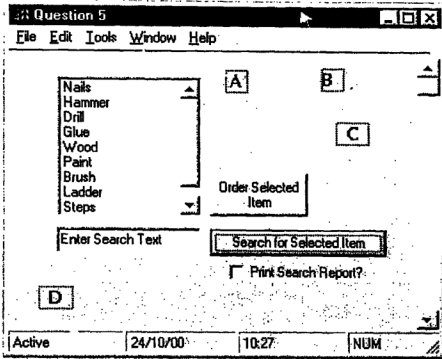 Question 5
File Edit Tools Window Help
A B
Nails
Hammer
Drill
C
Glue
Wood
Paint
Brush
Ladder
Steps
Order Selected
Item
Enter Search Text Search for Selected Item
Print Search Report?
D
Active 24/10/00 10:27 NUM